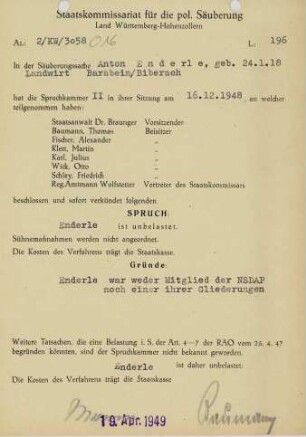 Staatskommissariat für die pol. Säuberung
Land Württemberg-Hohenzollern
Az. 2/KB/3058 016 L: 196
In der Säuberungssache Anton Enderle, geb. 24.1.18
Landwirt Barabein/Biberach
hat die Spruchkammer II in ihrer Sitzung am 16.12.1948, an welcher
teilgenommen haben:
Staatsanwalt Dr. Braunger Vorsitzender
Baumann, Thomas Beisitzer
Fischer, Alexander „
Klett, Martin „
Karl, Julius „
Wick, Otto „
Schley, Friedrich „
Reg.Amtmann Wolfstetter Vertreter des Staatskommissais
beschlossen und sofort verkündet folgenden
SPRUCH:
Enderle ist unbelastet.
Sühnemaßnahmen werden nicht angeordnet.
Die Kosten des Verfahrens trägt die Staatskasse.
Gründe:
Enderle war weder Mitglied der NSDAP
noch einer ihrer Gliederungen
Weitere Tatsachen, die eine Belastung i. S. der Art. 4–7 der RAO vom 26. 4. 47
begründen könnten, sind der Spruchkammer nicht bekannt geworden.
Enderle ist daher unbelastet.
Die Kosten des Verfahrens trägt die Staatskasse
19. Apr. 1949
Baumann